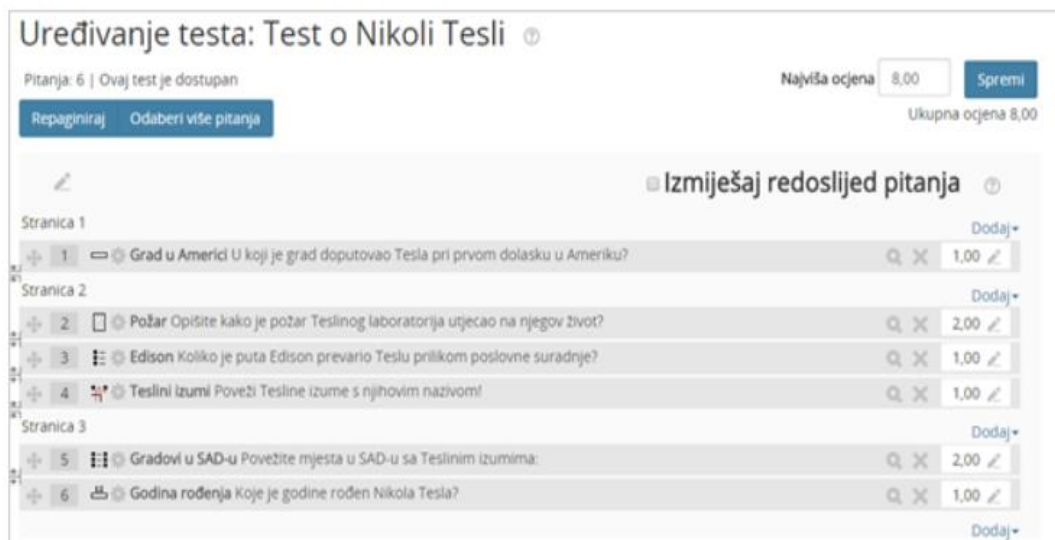 Uređivanje testa: Test o Nikoli Tesli
Pitanja: 6 | Ovaj test je dostupan
Najviša ocjena 8,00 Spremi
Repaginiraj Odaberi više pitanja
Ukupna ocjena 8,00
Izmiješaj redoslijed pitanja
Stranica 1
Dodaj
1 Grad u Americi U koji je grad doputovao Tesla pri prvom dolasku u Ameriku? 1,00
Stranica 2
Dodaj
2 Požar Opišite kako je požar Teslinog laboratorija utjecao na njegov život? 2,00
3 Edison Koliko je puta Edison prevario Teslu prilikom poslovne suradnje? 1,00
4 Teslini izumi Poveži Tesline izume s njihovim nazivom! 1,00
Stranica 3
Dodaj
5 Gradovi u SAD-u Povežite mjesta u SAD-u sa Teslinim izumima: 2,00
6 Godina rođenja Koje je godine rođen Nikola Tesla? 1,00
Dodaj